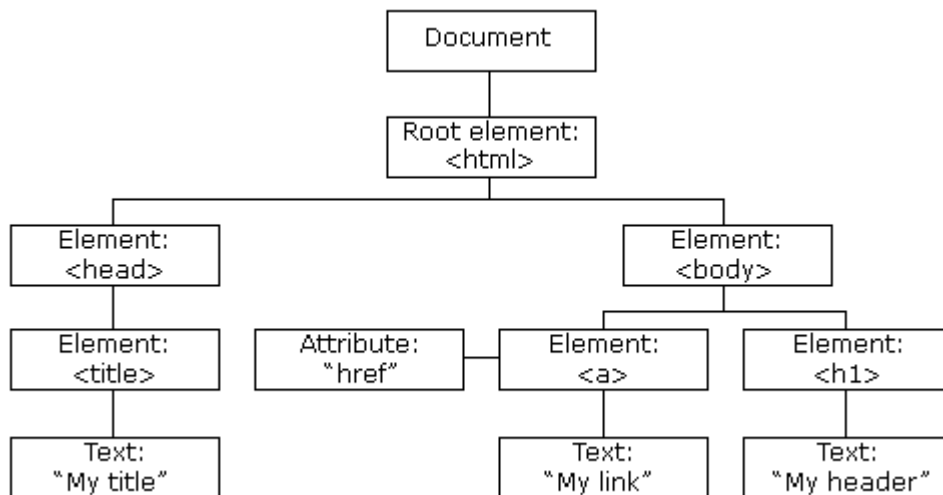 Document
Root element:
<html>
Element:
<head>
Element:
<body>
Element:
<title>
Attribute:
“href”
Element:
<a>
Element:
<h1>
Text:
“My title”
Text:
“My link”
Text:
“My header”